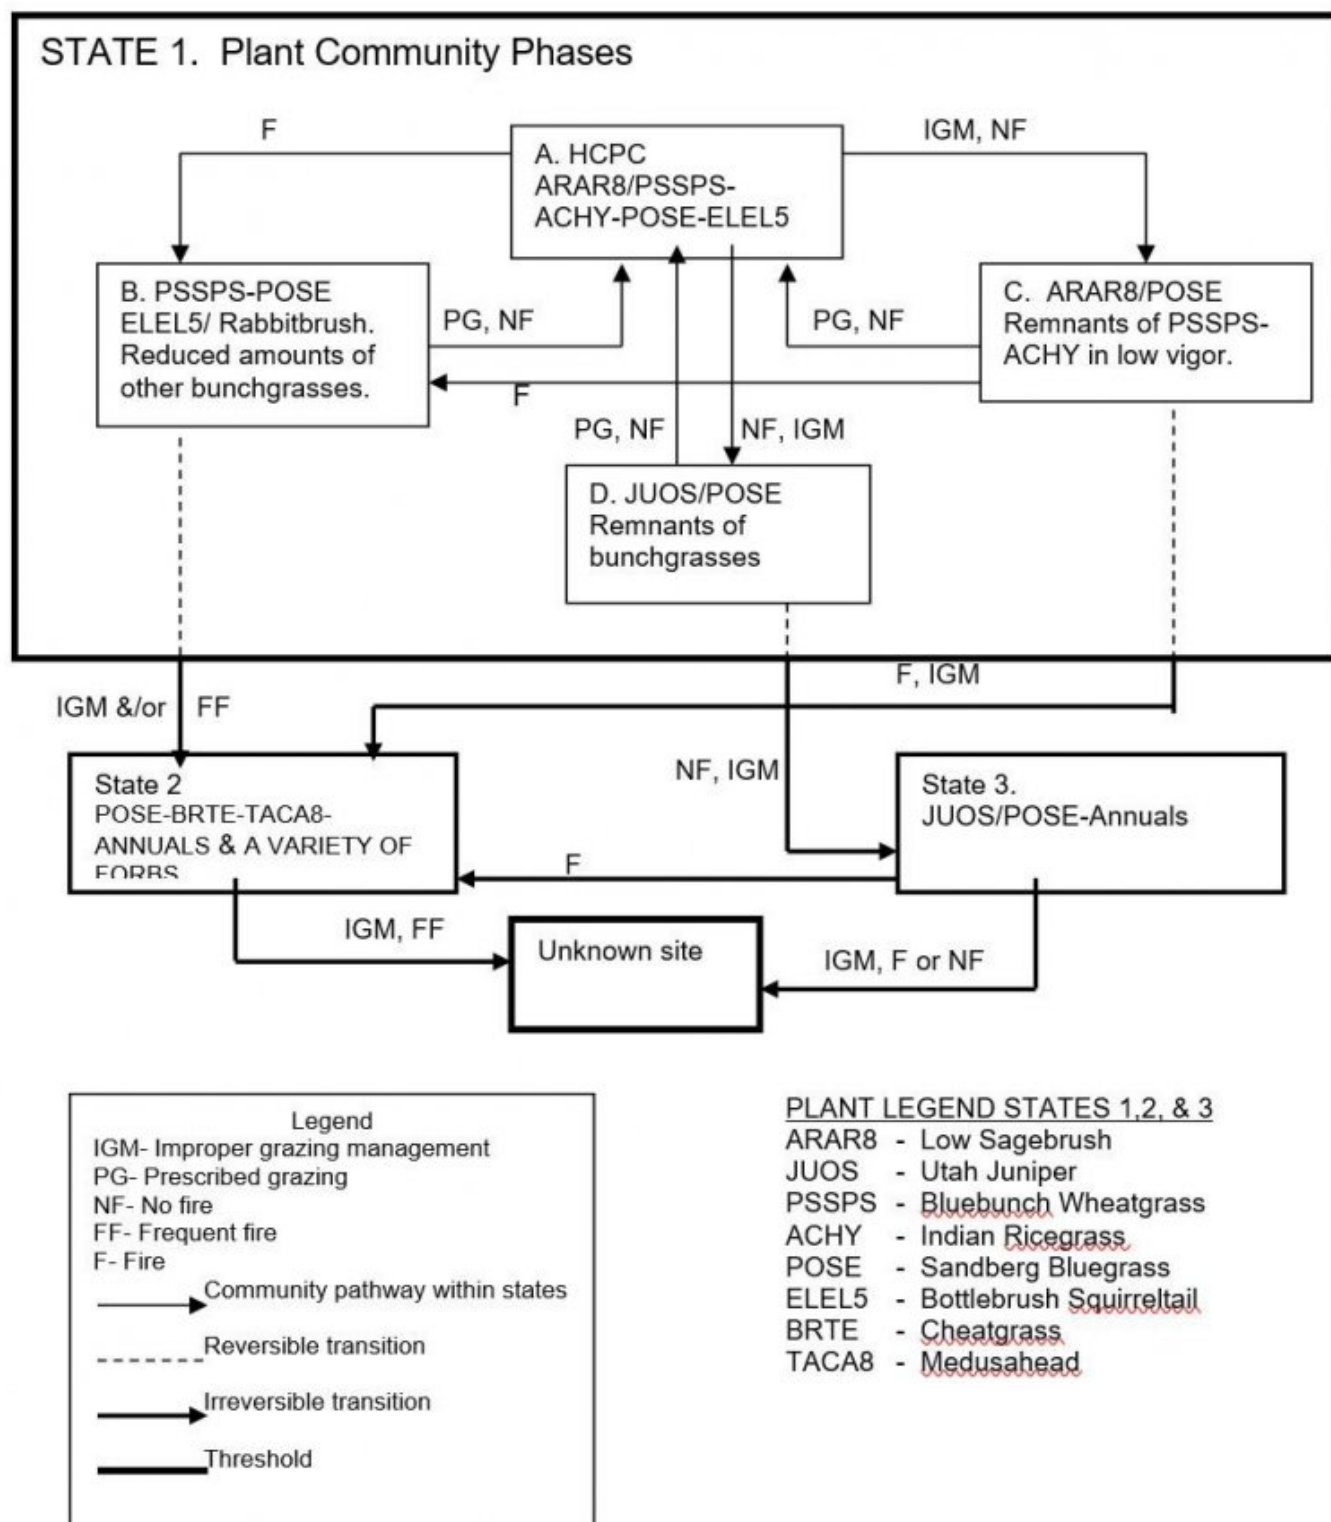 STATE 1. Plant Community Phases
F
IGM, NF
A. HCPC
ARAR8/PSSPS-
ACHY-POSE-ELEL5
B. PSSPS-POSE
ELEL5/ Rabbitbrush.
Reduced amounts of
other bunchgrasses.
PG, NF
PG, NF
C. ARAR8/POSE
Remnants of PSSPS-
ACHY in low vigor.
F
PG, NF
NF, IGM
D. JUOS/POSE
Remnants of
bunchgrasses
F, IGM
IGM &/or FF
NF, IGM
State 2
POSE-BRTE-TACA8-
ANNUALS & A VARIETY OF
FORBS
State 3.
JUOS/POSE-Annuals
F
IGM, FF
Unknown site
IGM, F or NF
Legend
IGM- Improper grazing management
PG- Prescribed grazing
NF- No fire
FF- Frequent fire
F- Fire
Community pathway within states
Reversible transition
Irreversible transition
Threshold
PLANT LEGEND STATES 1,2, & 3
ARAR8 - Low Sagebrush
JUOS - Utah Juniper
PSSPS - Bluebunch Wheatgrass
ACHY - Indian Ricegrass
POSE - Sandberg Bluegrass
ELEL5 - Bottlebrush Squirreltail
BRTE - Cheatgrass
TACA8 - Medusahead